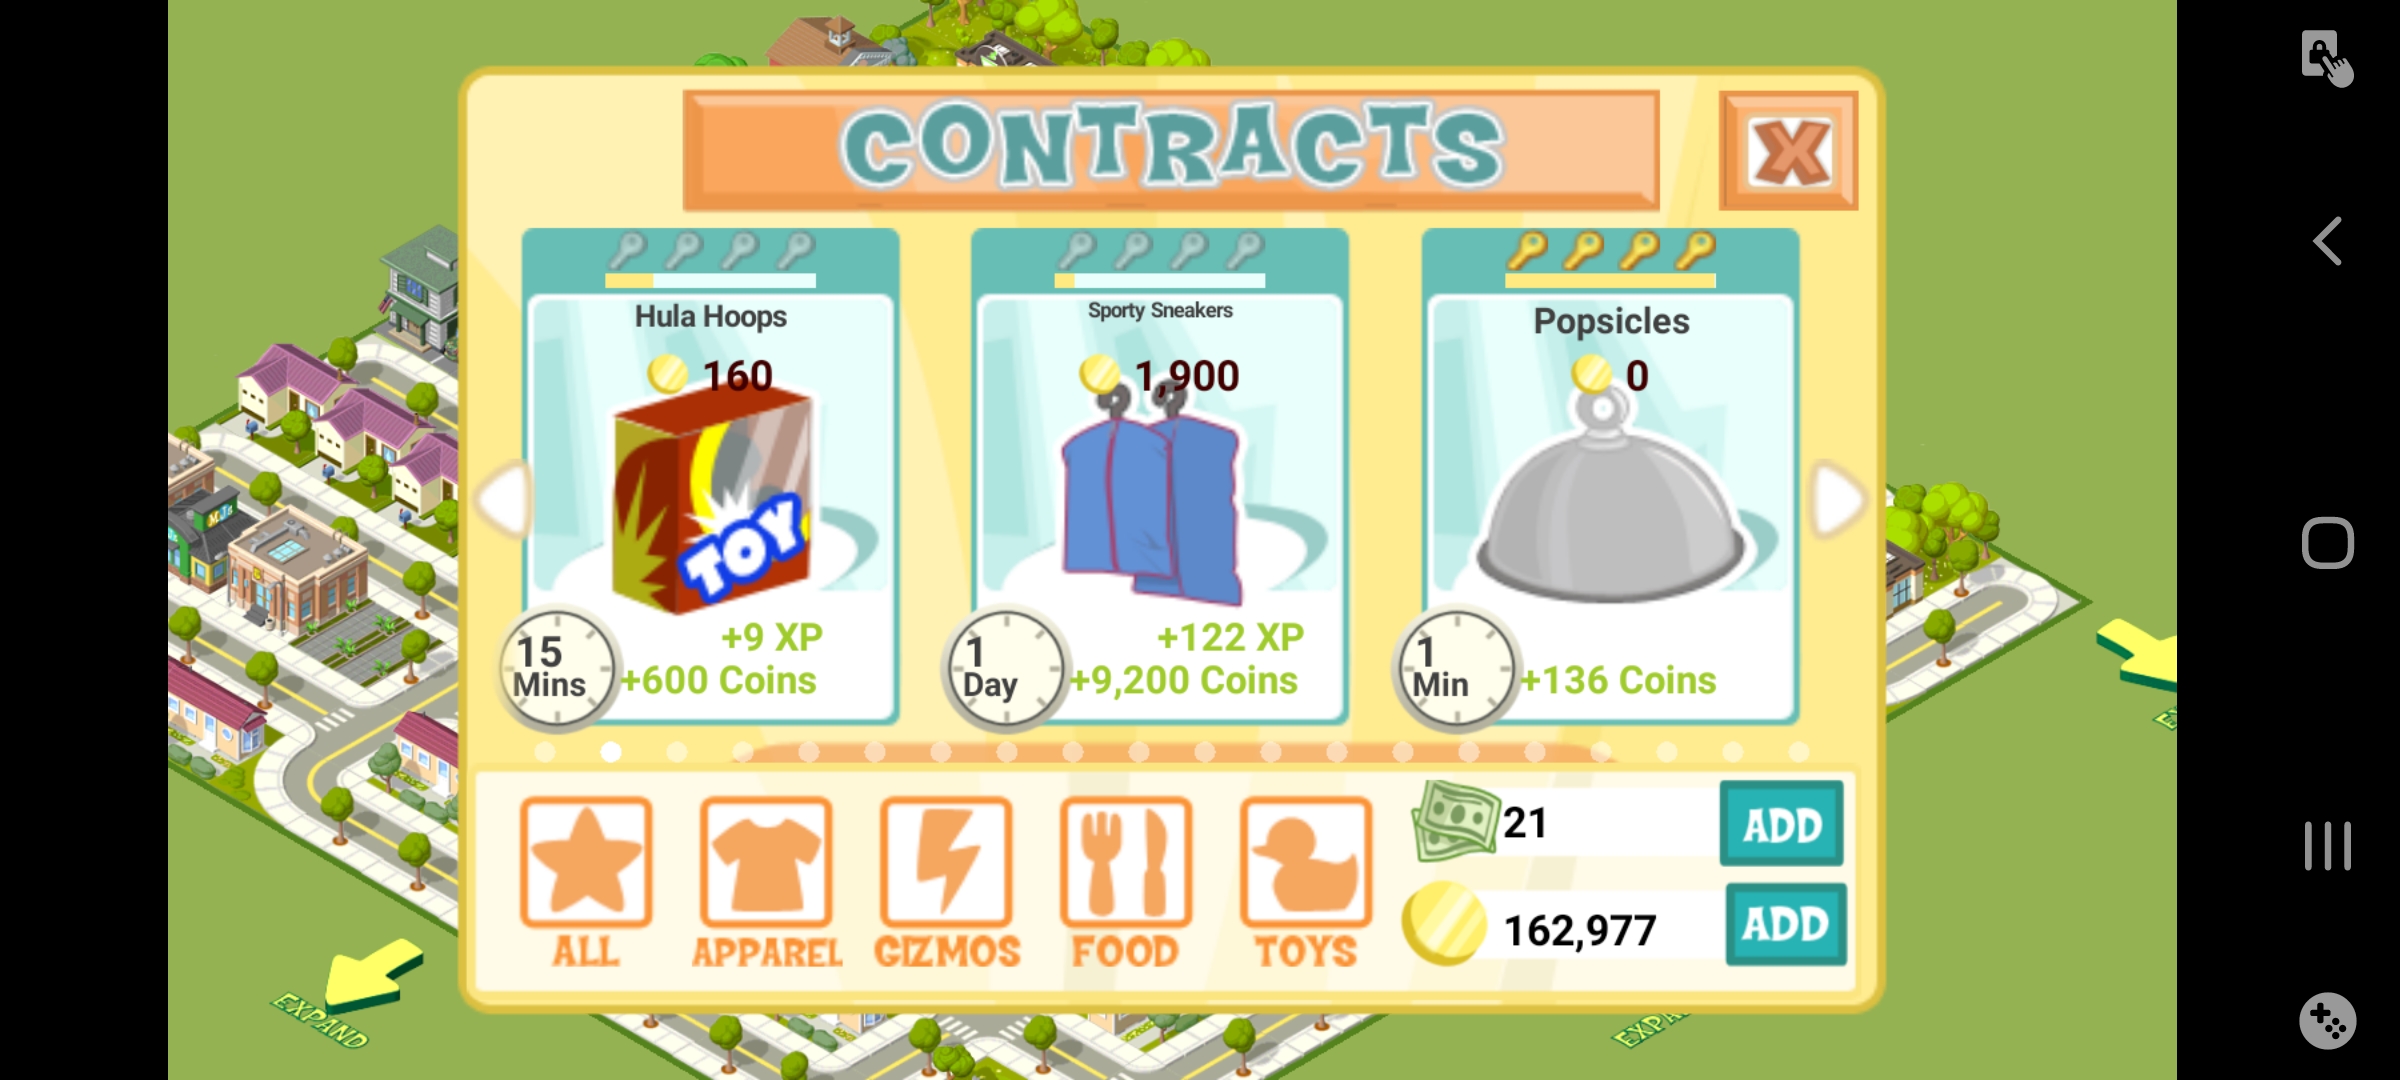 CONTRACTS
X
Hula Hoops
160
TOY
15
Mins
+9 XP
+600 Coins
Sporty Sneakers
1,900
1
Day
+122 XP
+9,200 Coins
Popsicles
0
1
Min
+136 Coins
ALL
APPAREL
GIZMOS
FOOD
TOYS
21
ADD
162,977
ADD
EXPAND
EXPA